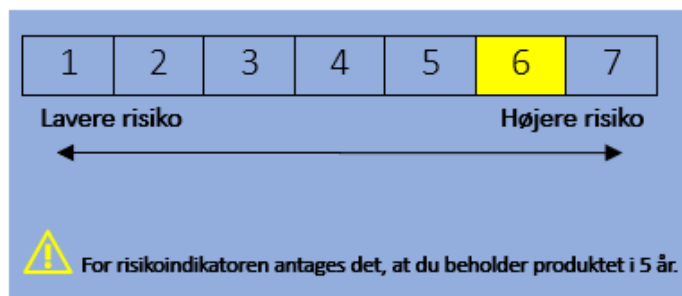 1 2 3 4 5 6 7
Lavere risiko Højere risiko
For risikoindikatoren antages det, at du beholder produktet i 5 år.